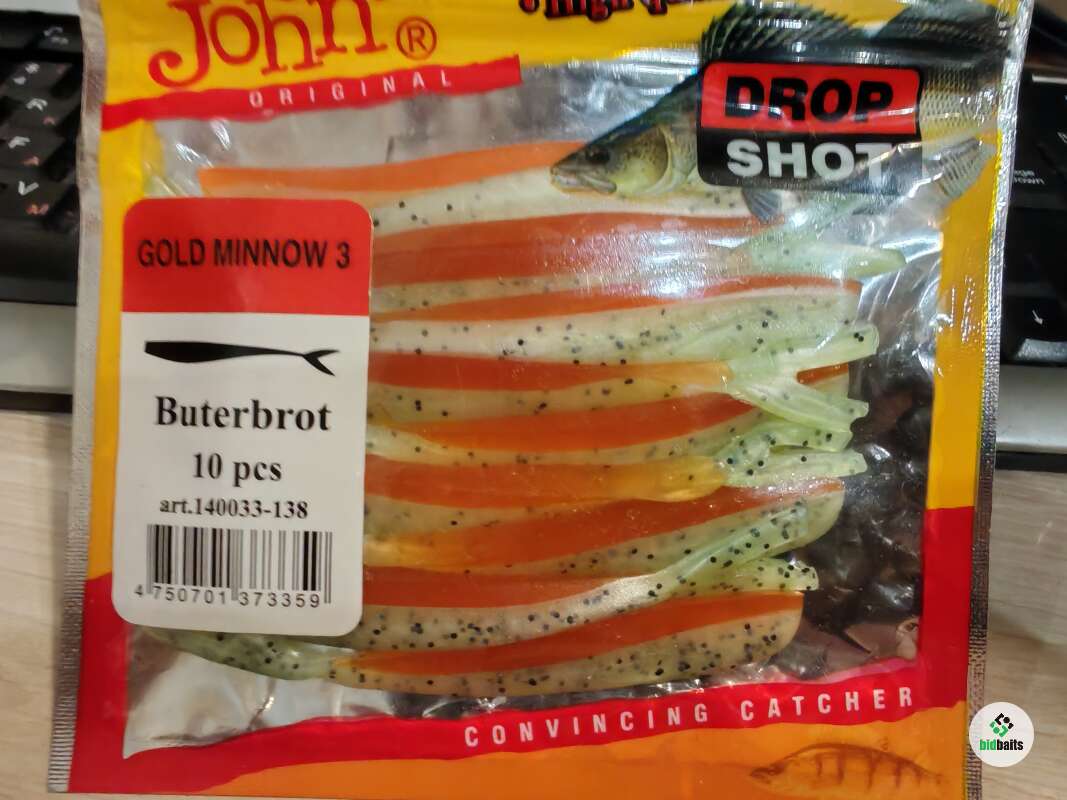 John®
ORIGINAL
DROP
SHOT
GOLD MINNOW 3
Buterbrot
10 pcs
art.140033-138
4 750701 373359
CONVINCING CATCHER
bidbaits